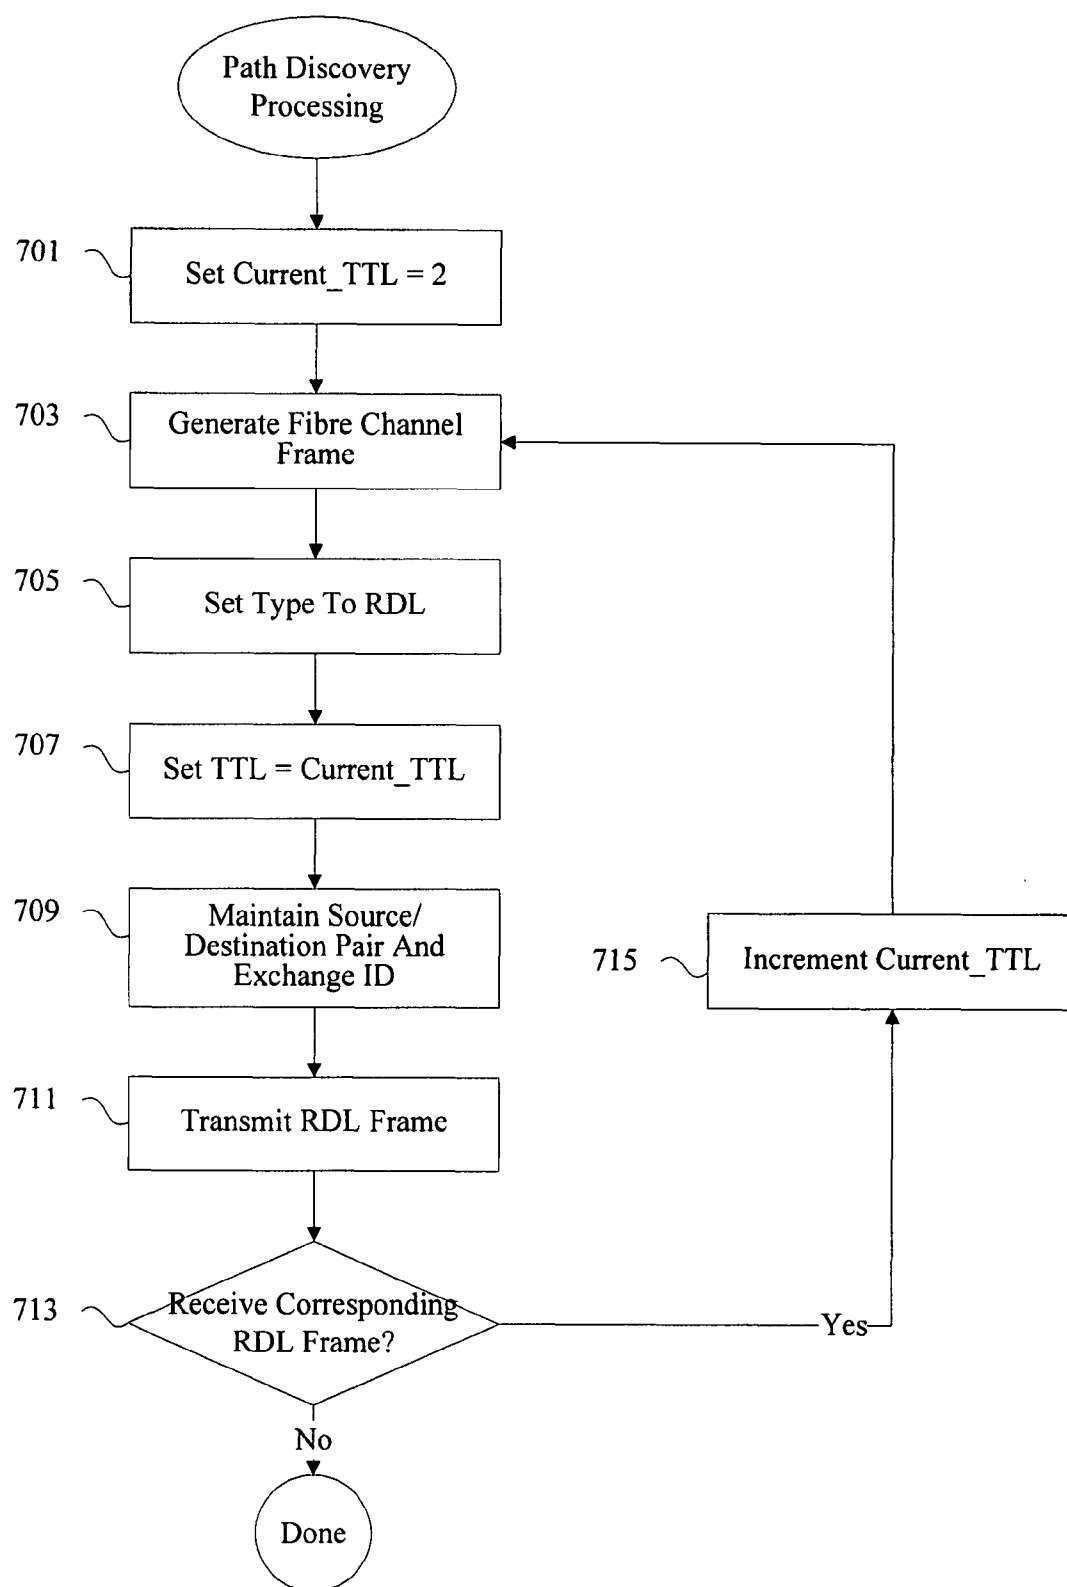 Path Discovery
Processing
701
Set Current_TTL = 2
703
Generate Fibre Channel
Frame
705
Set Type To RDL
707
Set TTL = Current_TTL
709
Maintain Source/
Destination Pair And
Exchange ID
715
Increment Current_TTL
711
Transmit RDL Frame
713
Receive Corresponding
RDL Frame?
Yes
No
Done